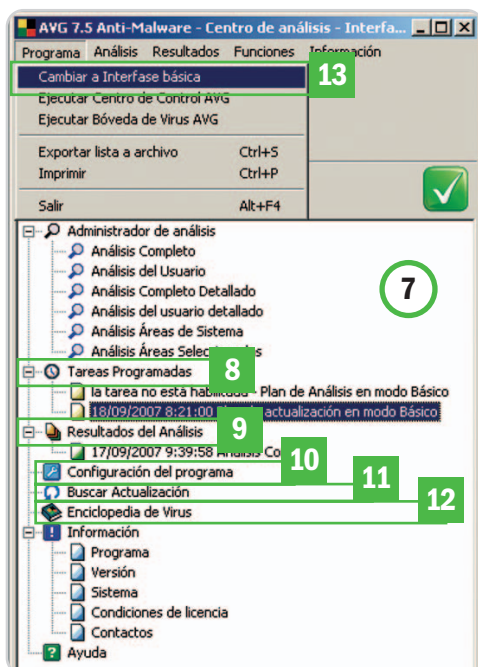 AVG 7.5 Anti-Malware - Centro de análisis - Interfa...
Programa Análisis Resultados Funciones Información
Cambiar a Interfase básica
13
Ejecutar Centro de Control AVG
Ejecutar Bóveda de Virus AVG
Exportar lista a archivo Ctrl+S
Imprimir Ctrl+P
Salir Alt+F4
Administrador de análisis
Análisis Completo
Análisis del Usuario
Análisis Completo Detallado
7
Análisis del usuario detallado
Análisis Áreas de Sistema
Análisis Áreas
Tareas Programadas
8
la tarea no está - Plan de Análisis en modo Básico
18/09/2007 8:21:00 actualización en modo Básico
Resultados del Análisis
9
17/09/2007 9:39:58 Análisis
Configuración del programa
10
Buscar Actualización
11
Enciclopedia de Virus
12
Información
Programa
Versión
Sistema
Condiciones de licencia
Contactos
Ayuda